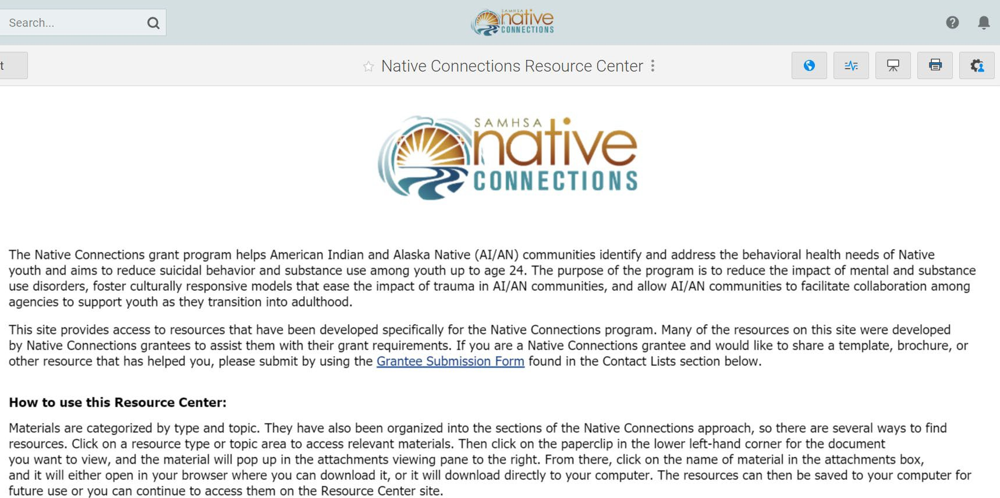 Search...
SAMHSA
native
CONNECTIONS
t
Native Connections Resource Center
SAMHSA
native
CONNECTIONS
The Native Connections grant program helps American Indian and Alaska Native (AI/AN) communities identify and address the behavioral health needs of Native
youth and aims to reduce suicidal behavior and substance use among youth up to age 24. The purpose of the program is to reduce the impact of mental and substance
use disorders, foster culturally responsive models that ease the impact of trauma in AI/AN communities, and allow AI/AN communities to facilitate collaboration among
agencies to support youth as they transition into adulthood.
This site provides access to resources that have been developed specifically for the Native Connections program. Many of the resources on this site were developed
by Native Connections grantees to assist them with their grant requirements. If you are a Native Connections grantee and would like to share a template, brochure, or
other resource that has helped you, please submit by using the Grantee Submission Form found in the Contact Lists section below.
How to use this Resource Center:
Materials are categorized by type and topic. They have also been organized into the sections of the Native Connections approach, so there are several ways to find
resources. Click on a resource type or topic area to access relevant materials. Then click on the paperclip in the lower left-hand corner for the document
you want to view, and the material will pop up in the attachments viewing pane to the right. From there, click on the name of material in the attachments box,
and it will either open in your browser where you can download it, or it will download directly to your computer. The resources can then be saved to your computer for
future use or you can continue to access them on the Resource Center site.